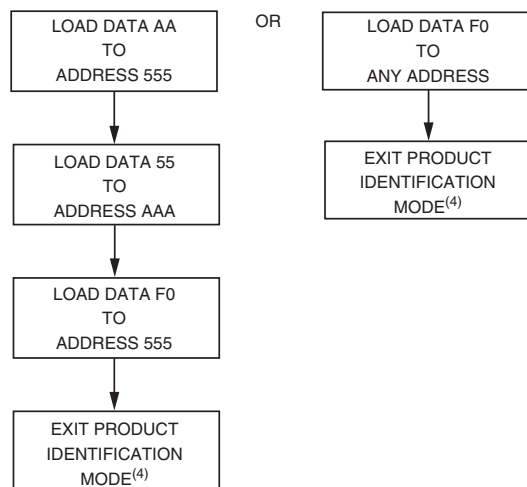 LOAD DATA AA
TO
ADDRESS 555
LOAD DATA 55
TO
ADDRESS AAA
LOAD DATA F0
TO
ADDRESS 555
EXIT PRODUCT
IDENTIFICATION
MODE(4)
OR
LOAD DATA F0
TO
ANY ADDRESS
EXIT PRODUCT
IDENTIFICATION
MODE(4)